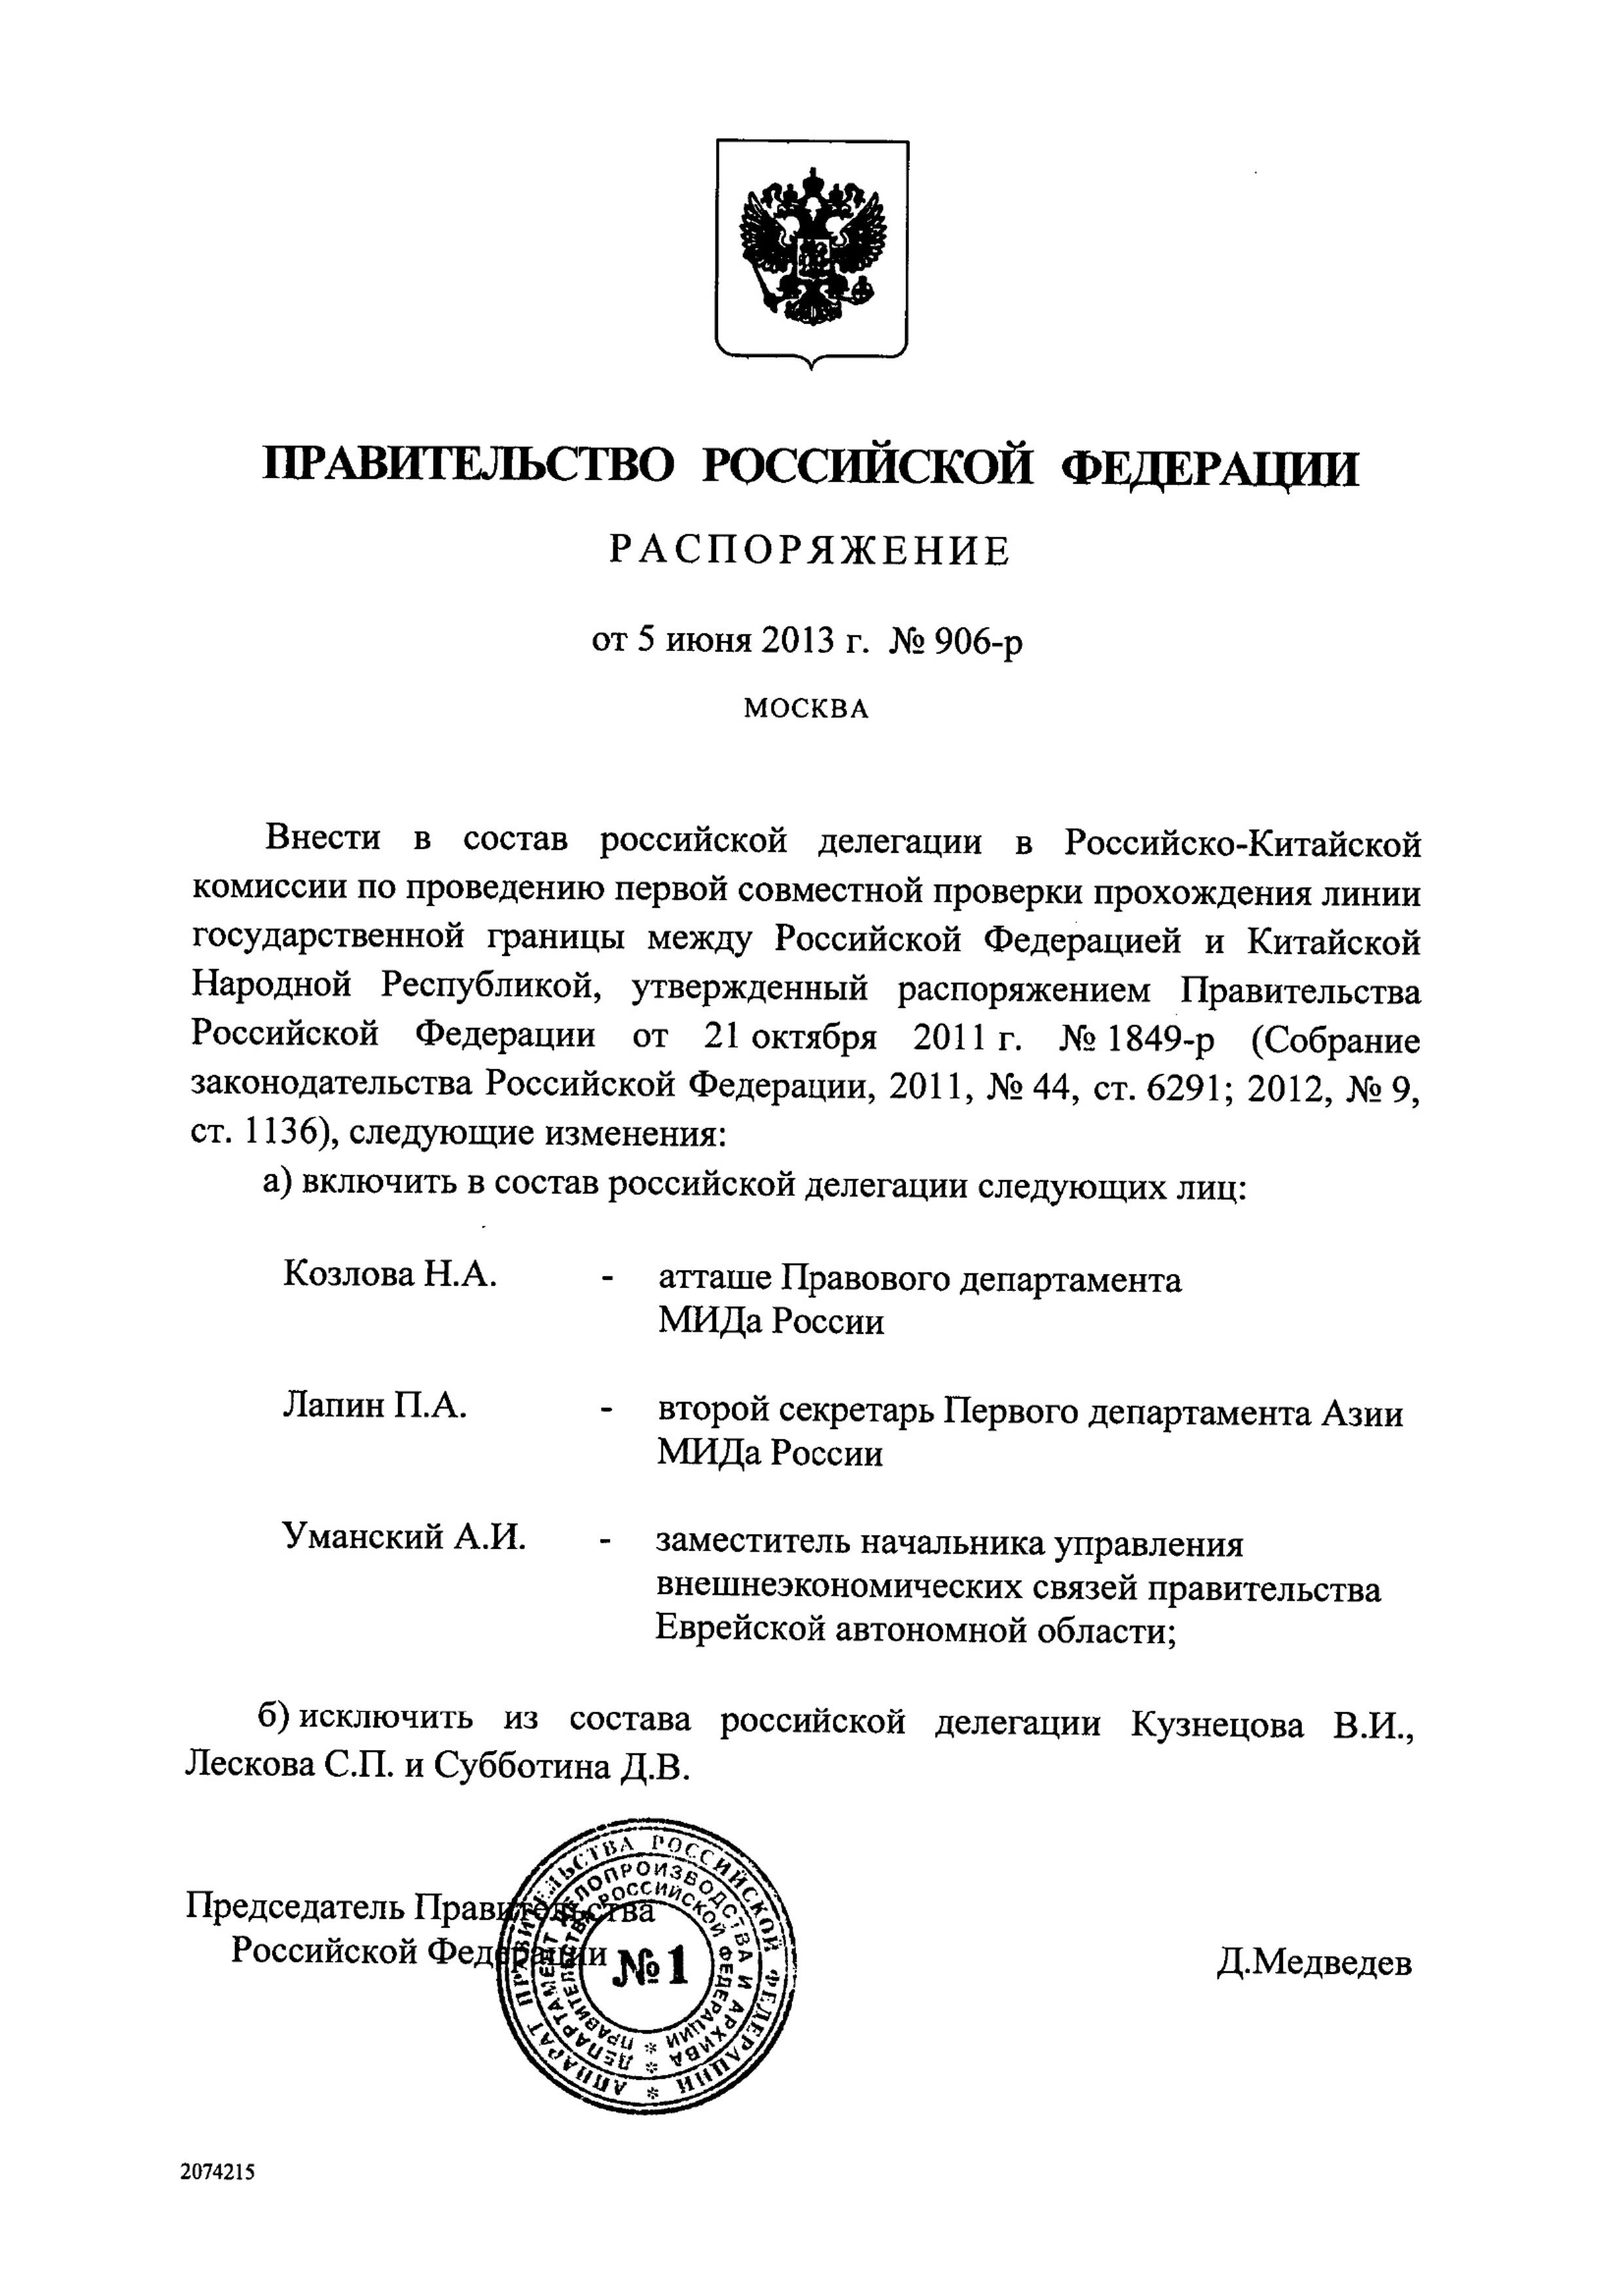 ПРАВИТЕЛЬСТВО РОССИЙСКОЙ ФЕДЕРАЦИИ
РАСПОРЯЖЕНИЕ
от 5 июня 2013 г. № 906-р
МОСКВА
Внести в состав российской делегации в Российско-Китайской
комиссии по проведению первой совместной проверки прохождения линии
государственной границы между Российской Федерацией и Китайской
Народной Республикой, утвержденный распоряжением Правительства
Российской Федерации от 21 октября 2011 г. № 1849-р (Собрание
законодательства Российской Федерации, 2011, № 44, ст. 6291; 2012, № 9,
ст. 1136), следующие изменения:
а) включить в состав российской делегации следующих лиц:
Козлова Н.А. - атташе Правового департамента
МИДа России
Лапин П.А. - второй секретарь Первого департамента Азии
МИДа России
Уманский А.И. - заместитель начальника управления
внешнеэкономических связей правительства
Еврейской автономной области;
б) исключить из состава российской делегации Кузнецова В.И.,
Лескова С.П. и Субботина Д.В.
Председатель Правительства
Российской Федерации
Д.Медведев
АППАРАТ ПРАВИТЕЛЬСТВА РОССИЙСКОЙ ФЕДЕРАЦИИ *
ДЕПАРТАМЕНТ ДЕЛОПРОИЗВОДСТВА И АРХИВА *
ПРАВИТЕЛЬСТВА РОССИЙСКОЙ ФЕДЕРАЦИИ *
№1
2074215